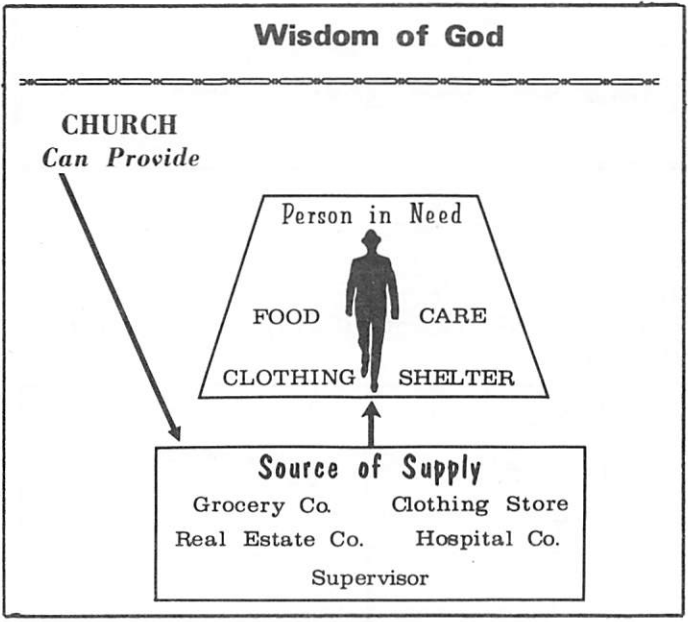 Wisdom of God
CHURCH
Can Provide
Person in Need
FOOD CARE
CLOTHING SHELTER
Source of Supply
Grocery Co. Clothing Store
Real Estate Co. Hospital Co.
Supervisor